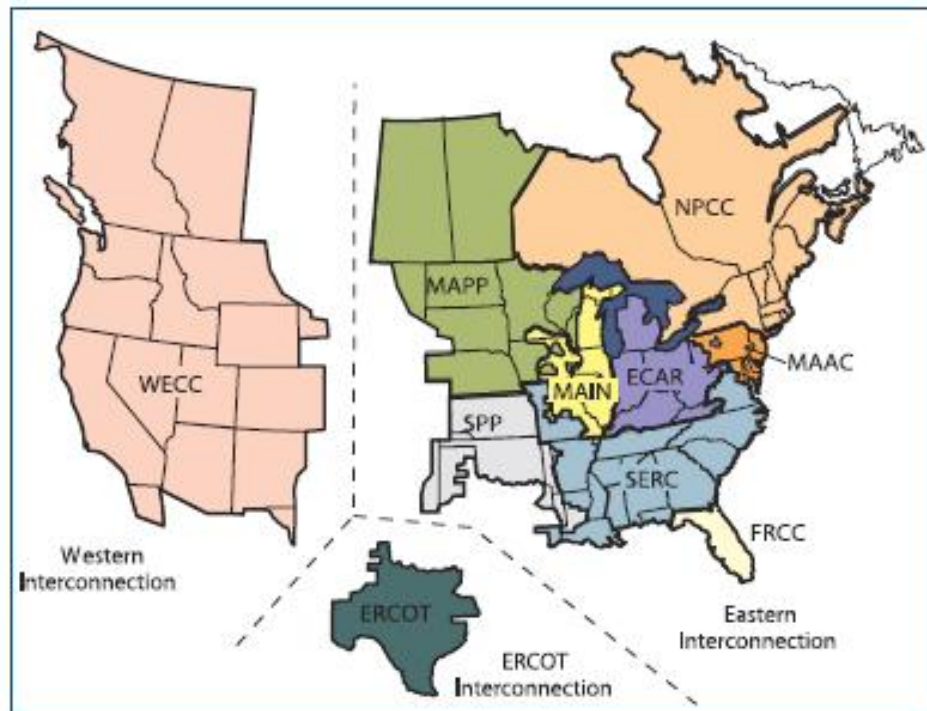 NPCC
MAPP
MAAC
WECC
MAIN
ECAR
SPP
SERC
FRCC
Western
Interconnection
ERCOT
Eastern
Interconnection
ERCOT
Interconnection